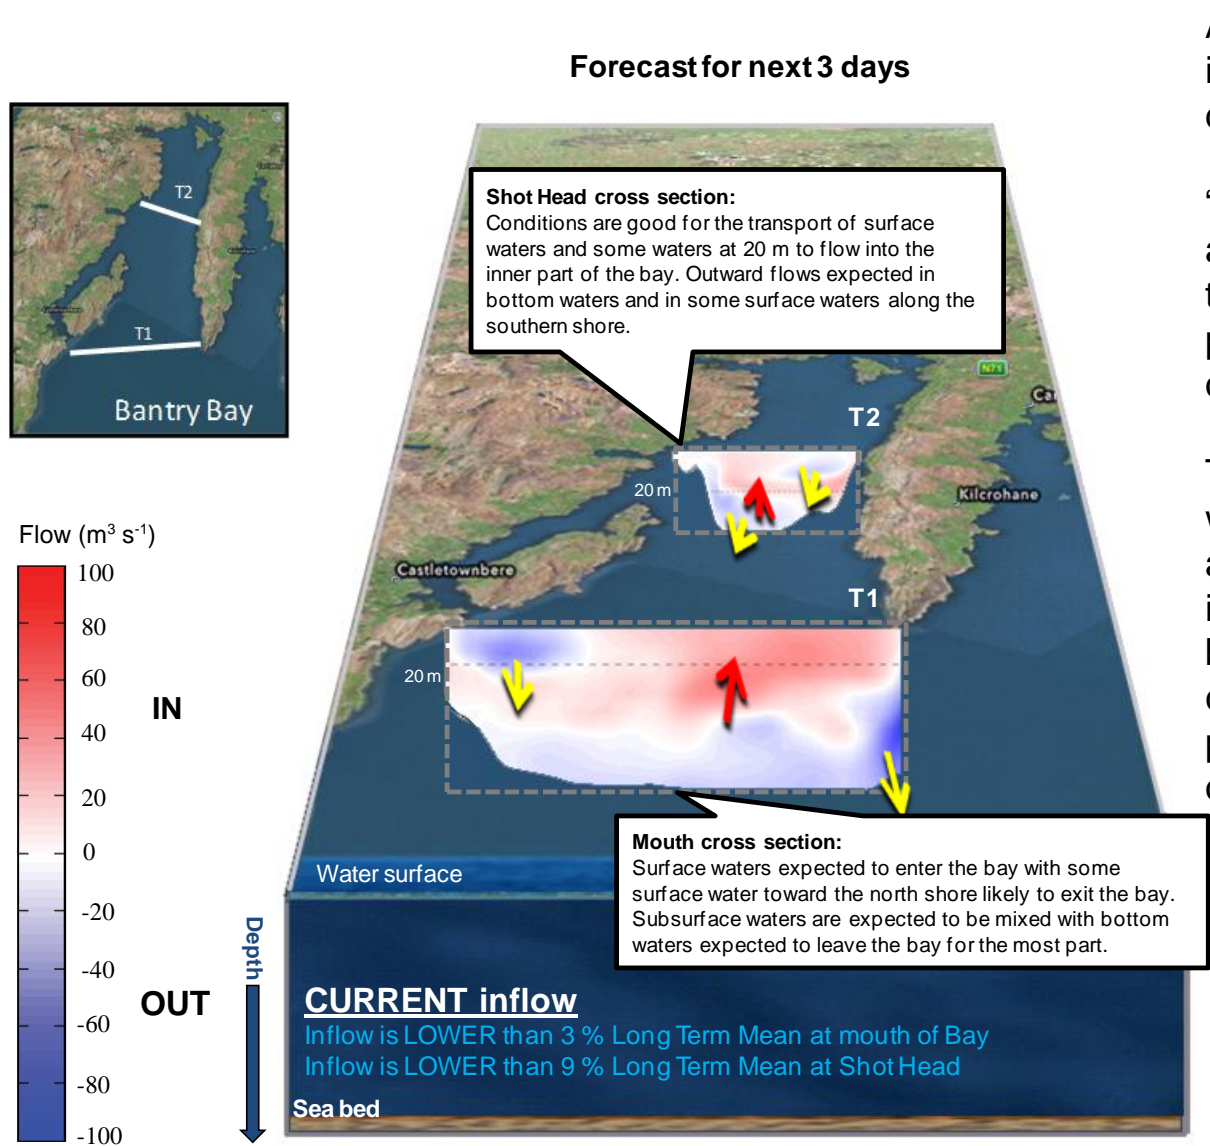 Forecast for next 3 days
T2
T1
Bantry Bay
Shot Head cross section:
Conditions are good for the transport of surface
waters and some waters at 20 m to flow into the
inner part of the bay. Outward flows expected in
bottom waters and in some surface waters along the
southern shore.
N71
T2
20 m
Kilcrohane
Castletownbere
T1
20 m
Flow (m³ s⁻¹)
100
80
60
40
20
0
-20
-40
-60
-80
-100
IN
OUT
Depth
Water surface
Mouth cross section:
Surface waters expected to enter the bay with some
surface water toward the north shore likely to exit the bay.
Subsurface waters are expected to be mixed with bottom
waters expected to leave the bay for the most part.
CURRENT inflow
Inflow is LOWER than 3 % Long Term Mean at mouth of Bay
Inflow is LOWER than 9 % Long Term Mean at Shot Head
Sea bed